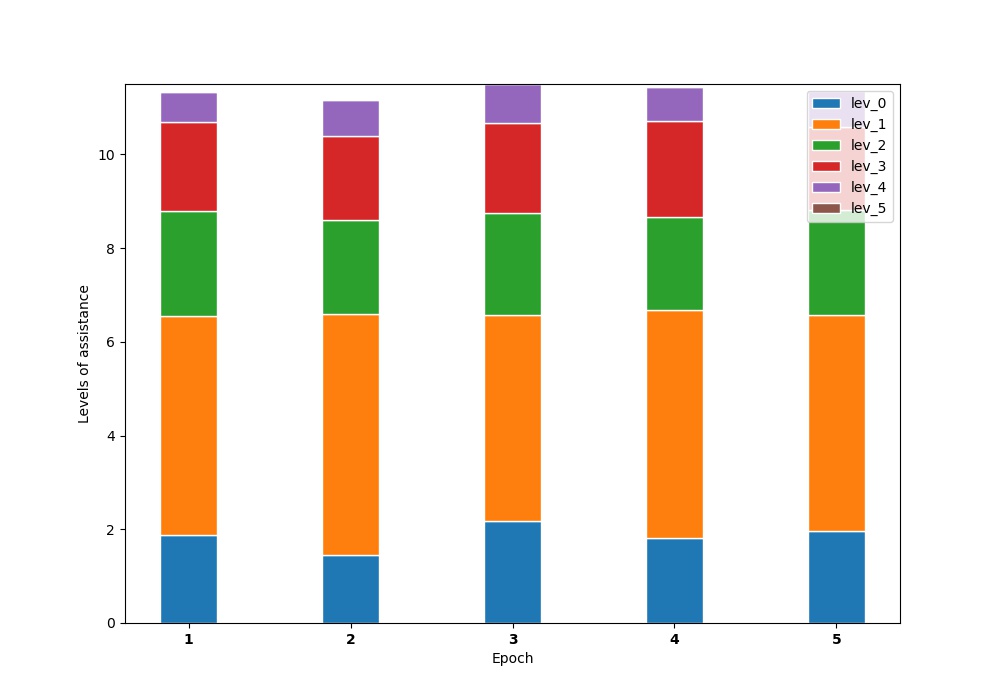 lev_0
lev_1
lev_2
lev_3
lev_4
lev_5
10
8
6
4
2
0
Levels of assistance
1 2 3 4 5
Epoch